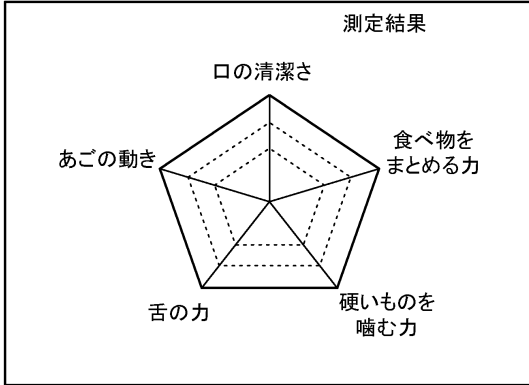 測定結果
口の清潔さ
食べ物を
まとめる力
あごの動き
硬いものを
噛む力
舌の力